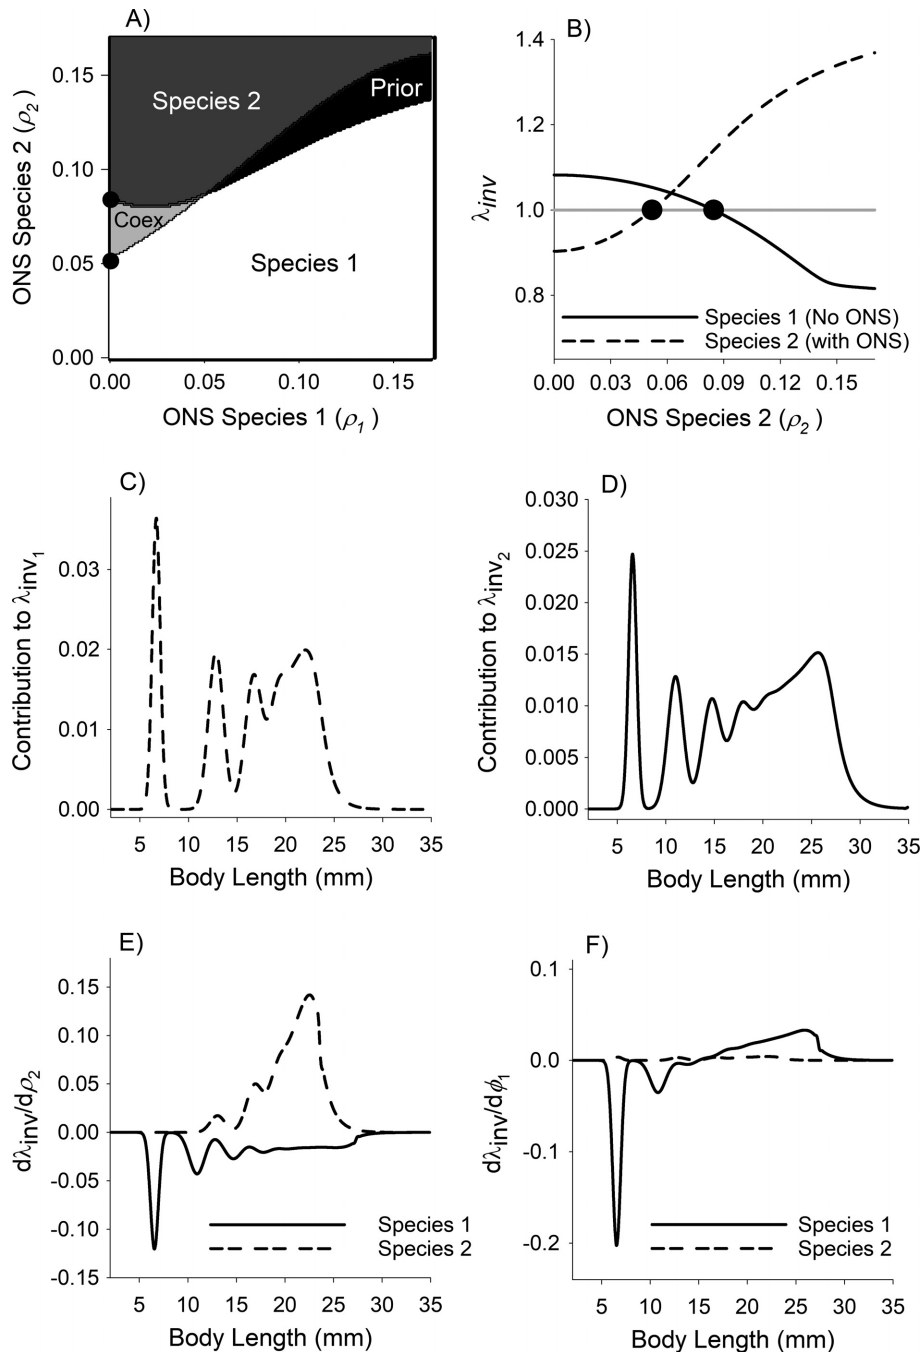 A)
ONS Species 2 (ρ2)
0.15
0.10
0.05
0.00
Species 2
Prior
Coex
Species 1
0.00 0.05 0.10 0.15
ONS Species 1 (ρ1)
B)
λinv
1.4
1.2
1.0
0.8
Species 1 (No ONS)
Species 2 (with ONS)
0.00 0.03 0.06 0.09 0.12 0.15
ONS Species 2 (ρ2)
C)
Contribution to λinv1
0.03
0.02
0.01
0.00
5 10 15 20 25 30 35
Body Length (mm)
D)
Contribution to λinv2
0.030
0.025
0.020
0.015
0.010
0.005
0.000
5 10 15 20 25 30 35
Body Length (mm)
E)
dλinv/dρ2
0.15
0.10
0.05
0.00
-0.05
-0.10
-0.15
Species 1
Species 2
5 10 15 20 25 30 35
Body Length (mm)
F)
dλinv/dϕ1
0.1
0.0
-0.1
-0.2
Species 1
Species 2
5 10 15 20 25 30 35
Body Length (mm)